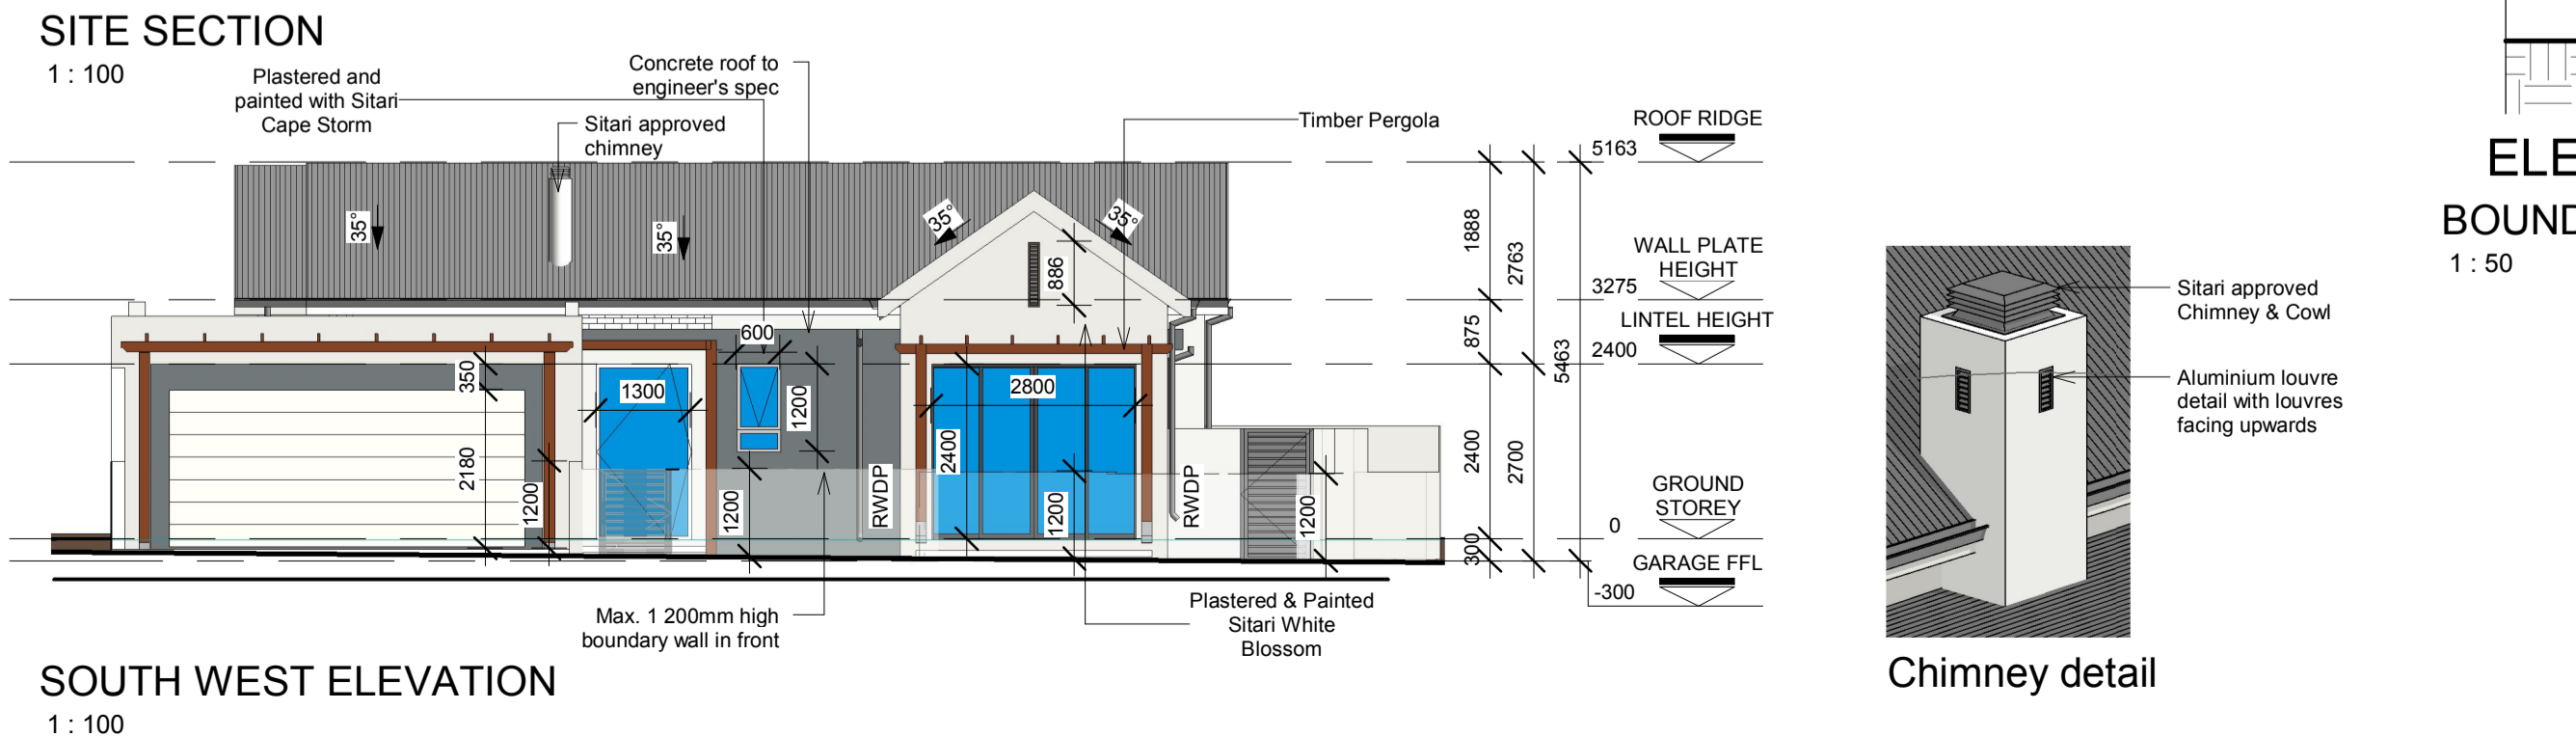 SITE SECTION
1 : 100
Plastered and
painted with Sitari
Cape Storm
Concrete roof to
engineer's spec
Sitari approved
chimney
Timber Pergola
35°
35°
35°
35°
886
600
350
1300
1200
2800
2180
1200
1200
RWDP
2400
1200
RWDP
1200
1888
2763
875
5463
2400
2700
300
ROOF RIDGE
5163
WALL PLATE
HEIGHT
3275
LINTEL HEIGHT
2400
GROUND
STOREY
0
GARAGE FFL
-300
Max. 1 200mm high
boundary wall in front
Plastered & Painted
Sitari White
Blossom
SOUTH WEST ELEVATION
1 : 100
Sitari approved
Chimney & Cowl
Aluminium louvre
detail with louvres
facing upwards
Chimney detail
ELE
BOUND
1 : 50